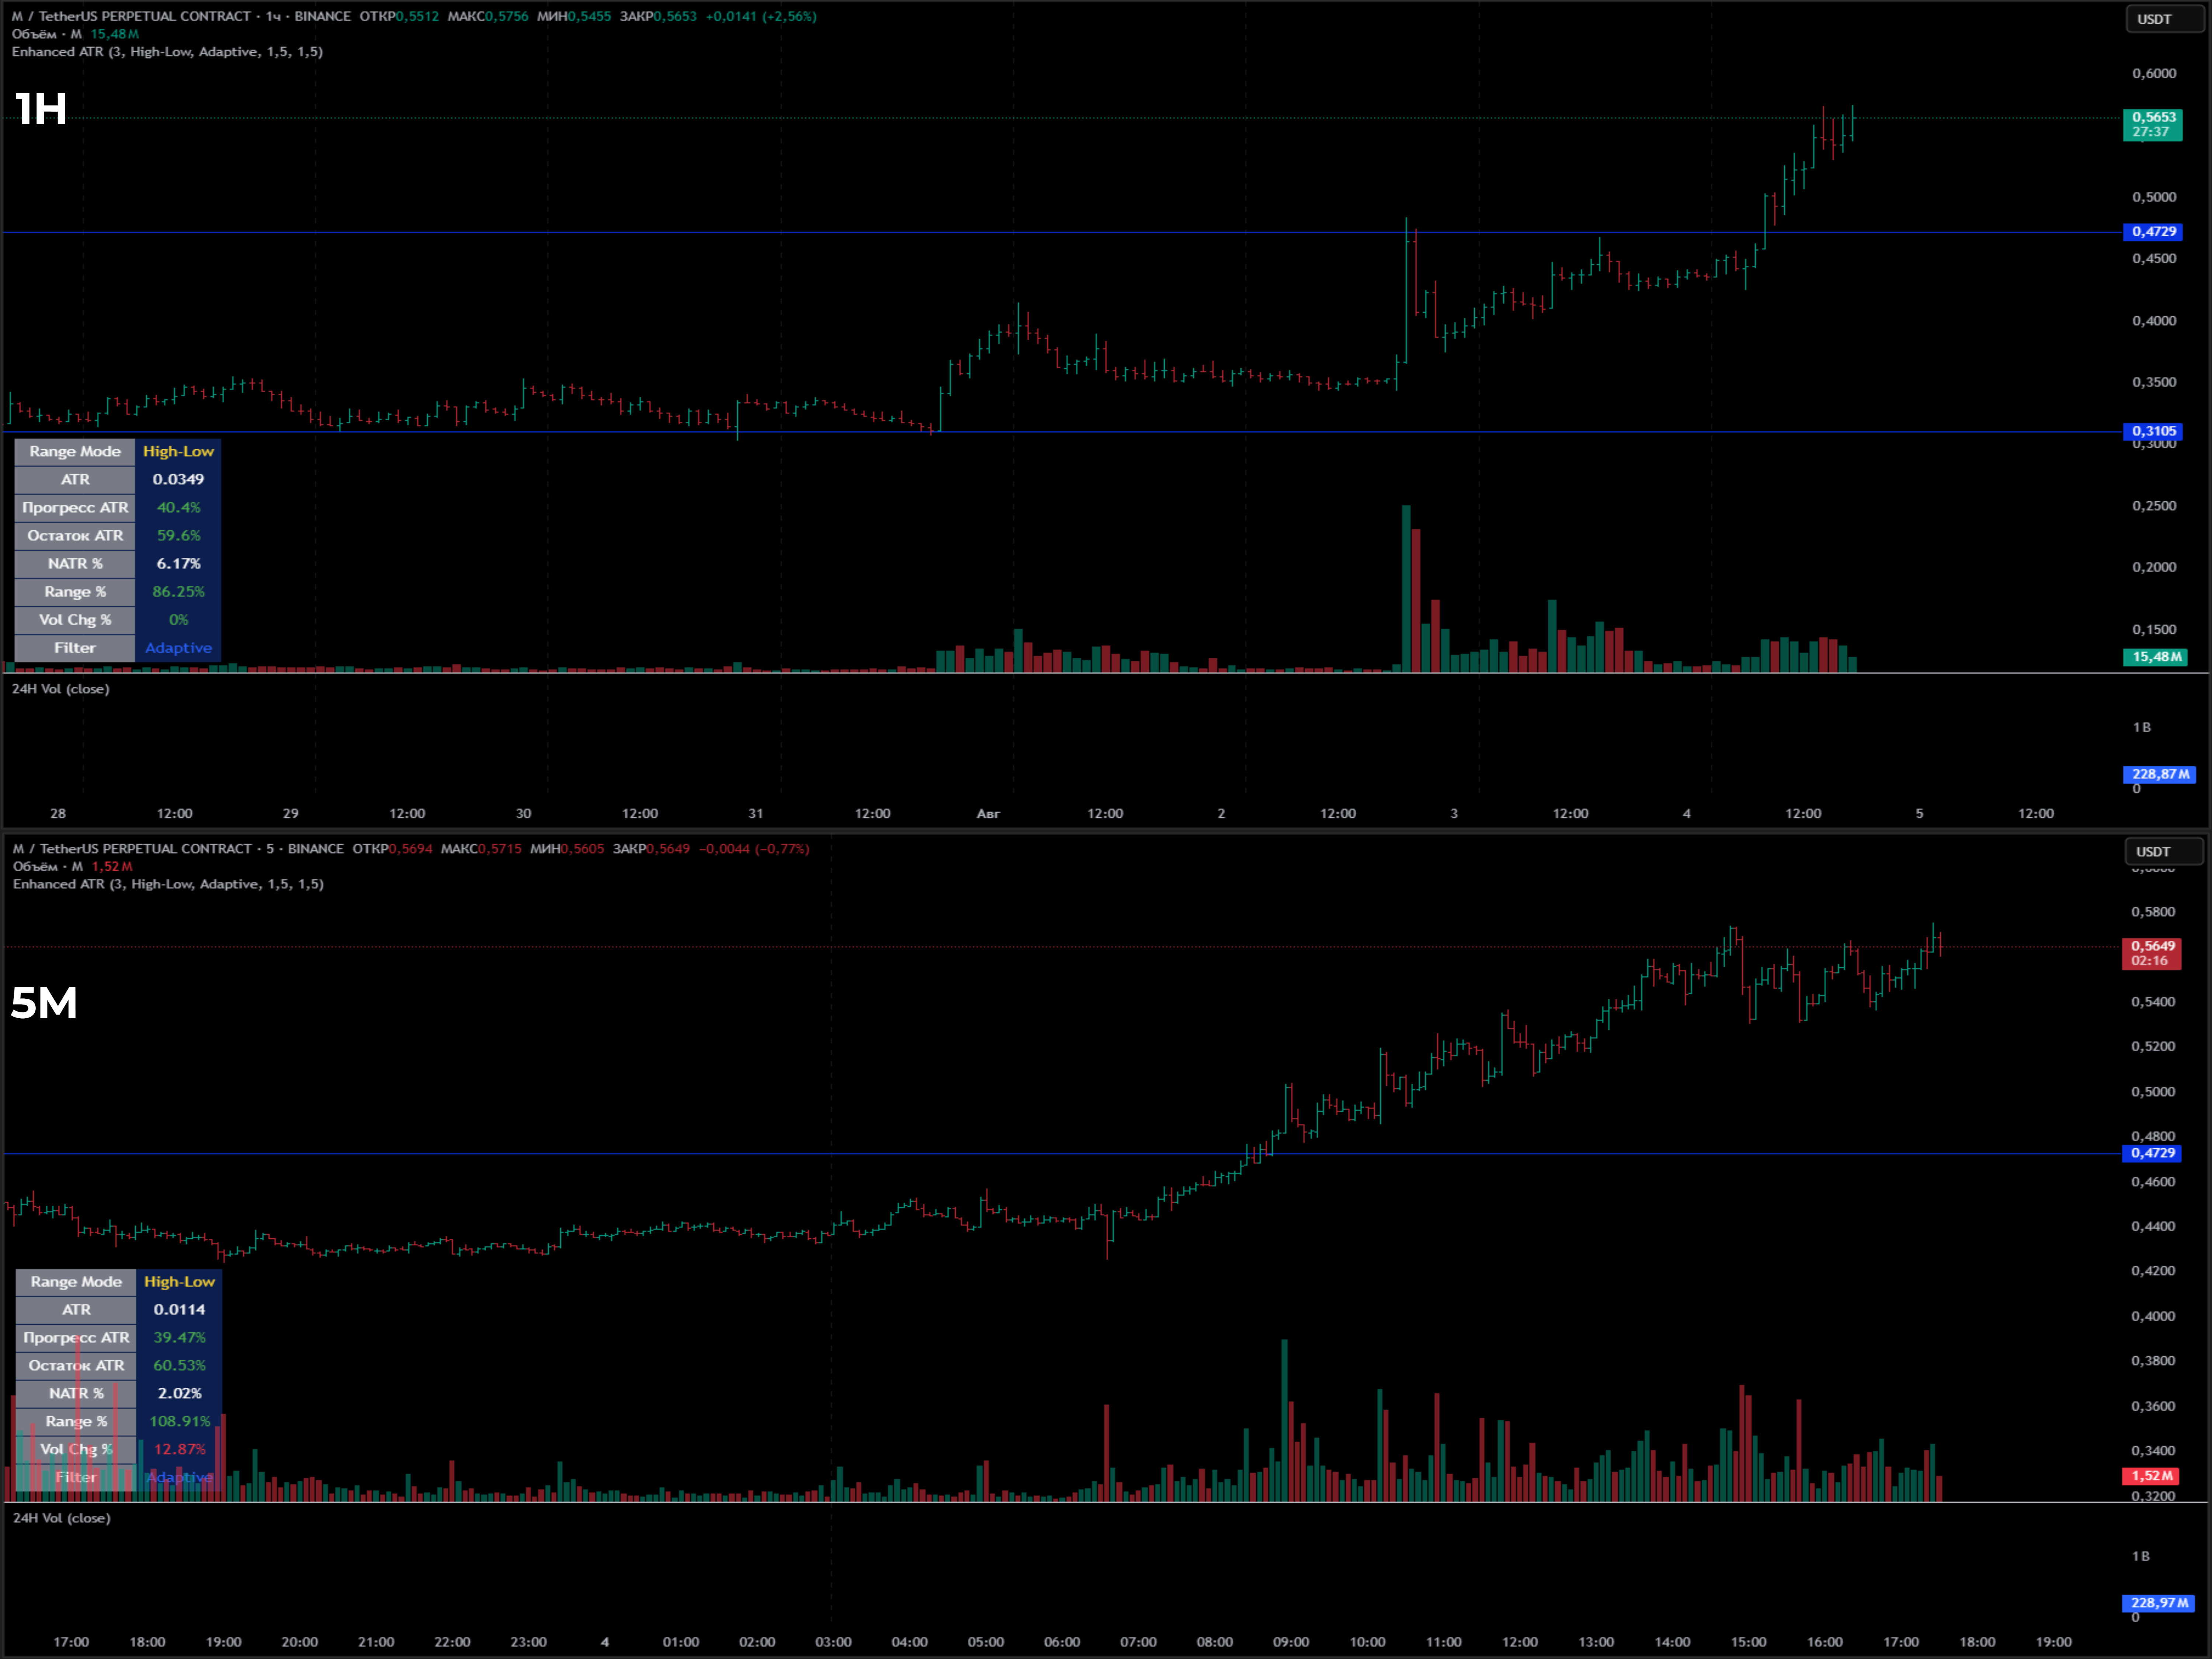 M / TetherUS PERPETUAL CONTRACT · 1ч · BINANCE ОТКР0,5512 МАКС0,5756 МИН0,5455 ЗАКР0,5653 +0,0141 (+2,56%)
Объём · M 15,48M
Enhanced ATR (3, High-Low, Adaptive, 1,5, 1,5)
1H
USDT
0,6000
0,5653
27:37
0,5000
0,4729
0,4500
0,4000
0,3500
0,3105
0,3000
0,2500
0,2000
0,1500
15,48M
Range Mode High-Low
ATR 0.0349
Прогресс ATR 40.4%
Остаток ATR 59.6%
NATR % 6.17%
Range % 86.25%
Vol Chg % 0%
Filter Adaptive
24H Vol (close)
1B
228,87M
0
28 12:00 29 12:00 30 12:00 31 12:00 Авг 12:00 2 12:00 3 12:00 4 12:00 5 12:00
M / TetherUS PERPETUAL CONTRACT · 5 · BINANCE ОТКР0,5694 МАКС0,5715 МИН0,5605 ЗАКР0,5649 −0,0044 (−0,77%)
Объём · M 1,52M
Enhanced ATR (3, High-Low, Adaptive, 1,5, 1,5)
5M
USDT
0,5800
0,5649
02:16
0,5400
0,5200
0,5000
0,4800
0,4729
0,4600
0,4400
0,4200
0,4000
0,3800
0,3600
0,3400
1,52M
0,3200
Range Mode High-Low
ATR 0.0114
Прогресс ATR 39.47%
Остаток ATR 60.53%
NATR % 2.02%
Range % 108.91%
Vol Chg % 12.87%
Filter Adaptive
24H Vol (close)
1B
228,97M
0
17:00 18:00 19:00 20:00 21:00 22:00 23:00 4 01:00 02:00 03:00 04:00 05:00 06:00 07:00 08:00 09:00 10:00 11:00 12:00 13:00 14:00 15:00 16:00 17:00 18:00 19:00